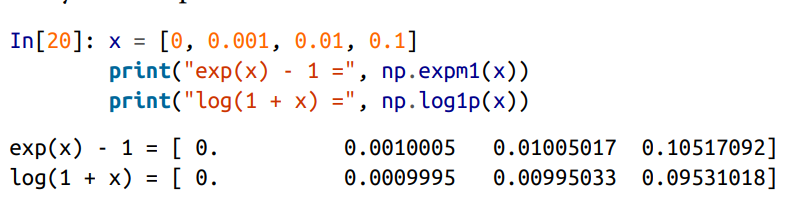 In[20]: x = [0, 0.001, 0.01, 0.1]
        print("exp(x) - 1 =", np.expm1(x))
        print("log(1 + x) =", np.log1p(x))
exp(x) - 1 = [ 0.          0.0010005   0.01005017  0.10517092]
log(1 + x) = [ 0.          0.0009995   0.00995033  0.09531018]